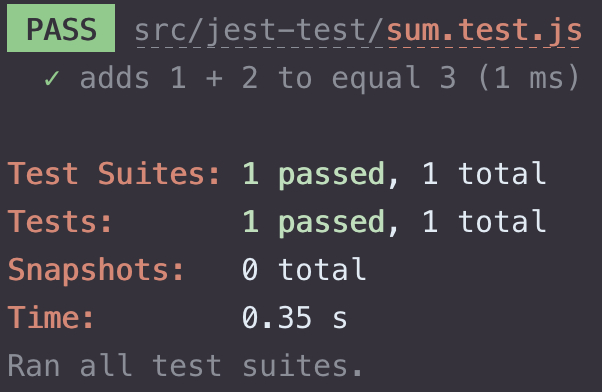 PASS src/jest-test/sum.test.js
✓ adds 1 + 2 to equal 3 (1 ms)
Test Suites: 1 passed, 1 total
Tests: 1 passed, 1 total
Snapshots: 0 total
Time: 0.35 s
Ran all test suites.